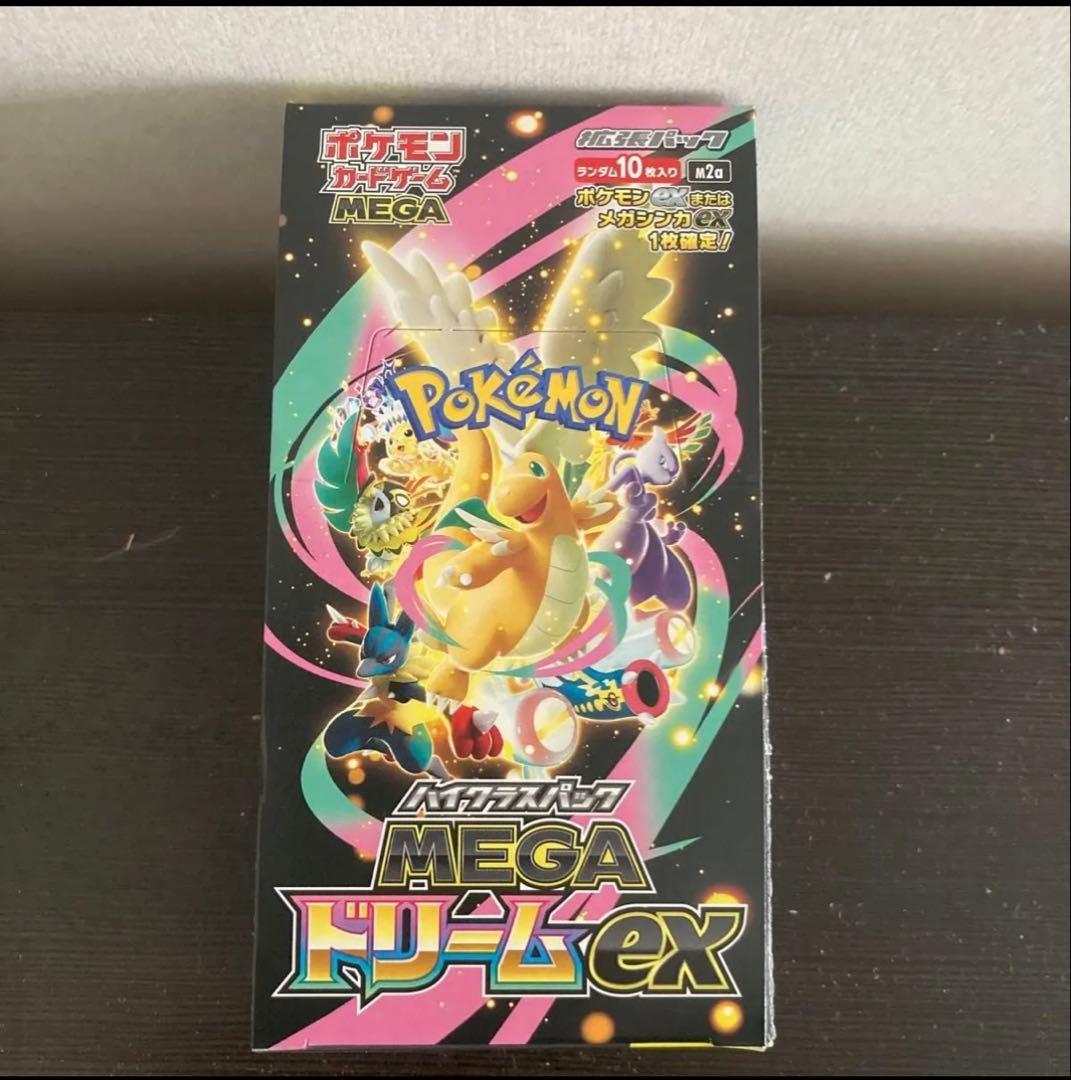 ポケモン
カードゲーム
MEGA
拡張パック
ランダム10枚入り M2a
ポケモンexまたは
メガシンカex
1枚確定!
POKéMON
ハイクラスパック
MEGA
ドリームex